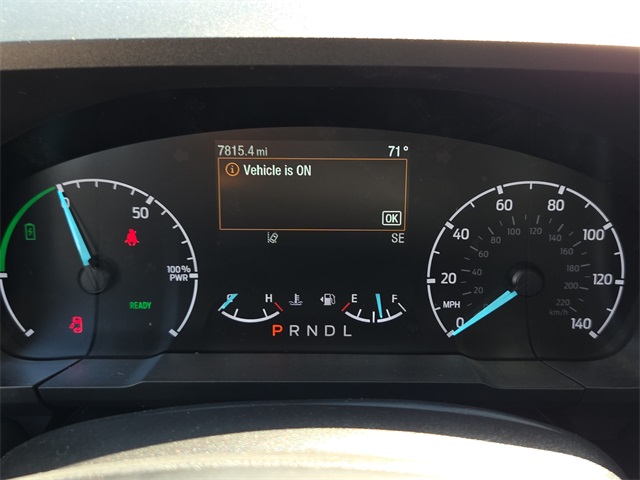 7815.4 mi 71°
Vehicle is ON
OK
SE
0 50 100% PWR
READY
C H E F
P R N D L
0 20 40 60 80 100 120 140
MPH
20 40 60 80 100 120 140 160 180 200 220
km/h